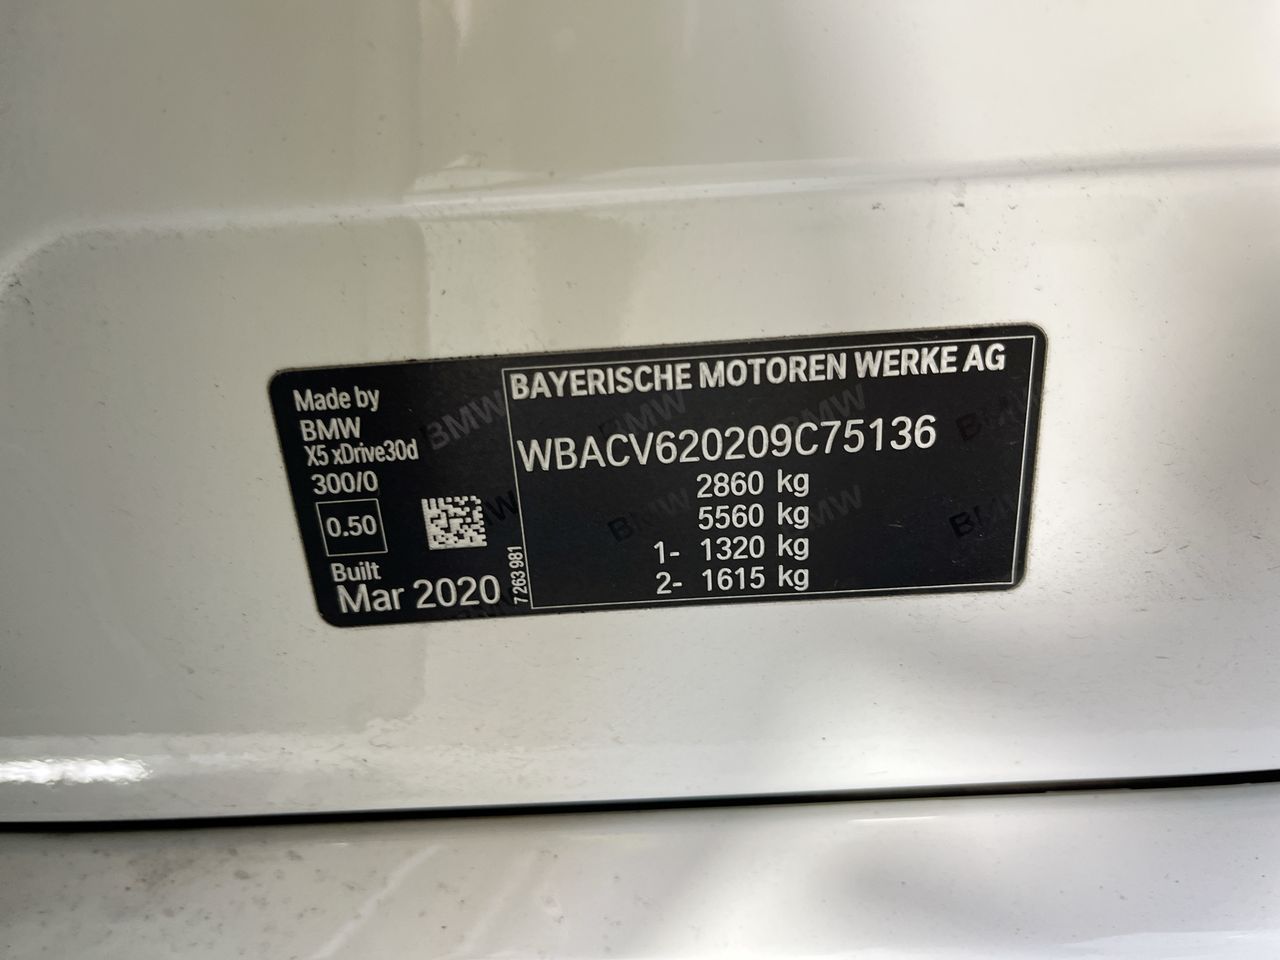 Made by
BMW
X5 xDrive30d
300/0
0.50
Built
Mar 2020
7 263 981
BAYERISCHE MOTOREN WERKE AG
WBACV620209C75136
2860 kg
5560 kg
1- 1320 kg
2- 1615 kg